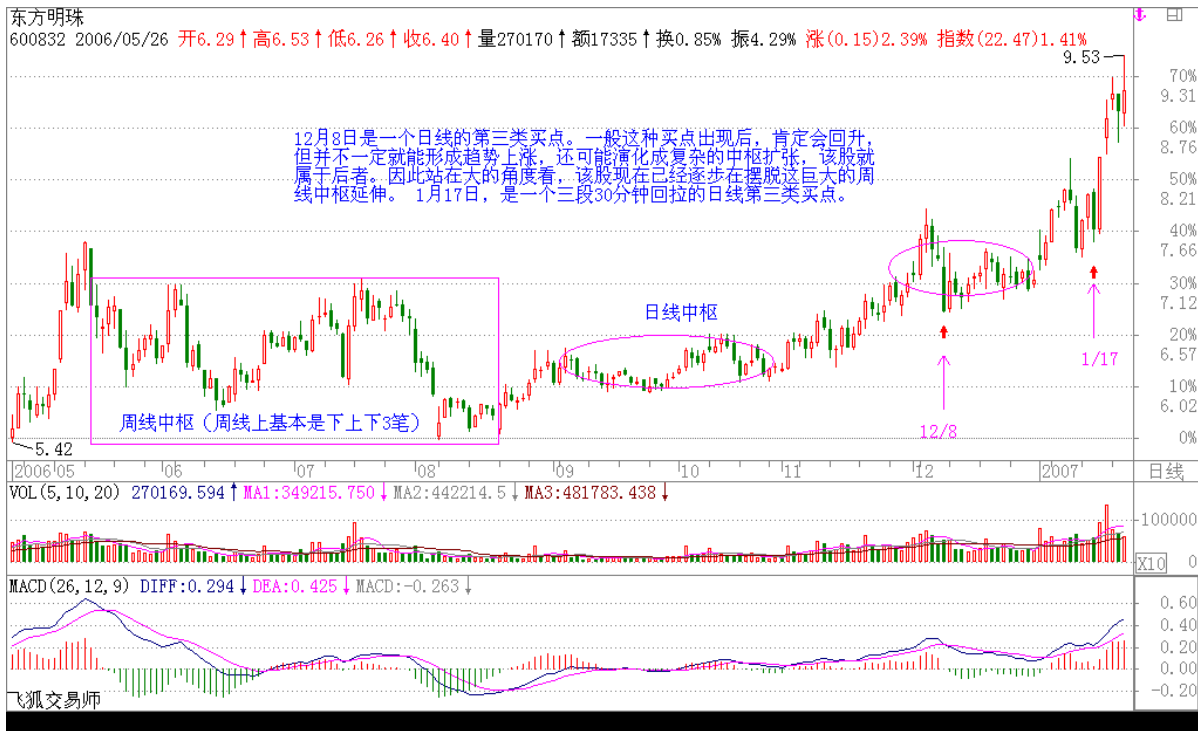 东方明珠
600832 2006/05/26 开6.29↑高6.53↑低6.26↑收6.40↑量270170↑额17335↑换0.85% 振4.29% 涨(0.15)2.39% 指数(22.47)1.41%
9.53
70%
9.31
60%
8.76
12月8日是一个日线的第三类买点。一般这种买点出现后，肯定会回升，
但并不一定就能形成趋势上涨，还可能演化成复杂的中枢扩张，该股就
属于后者。因此站在大的角度看，该股现在已经逐步在摆脱这巨大的周
线中枢延伸。 1月17日，是一个三段30分钟回拉的日线第三类买点。
50%
8.21
40%
7.66
30%
7.12
日线中枢
20%
6.57
1/17
10%
6.02
周线中枢（周线上基本是下上下3笔）
12/8
0%
5.42
2006 05 06 07 08 09 10 11 12 2007 日线
VOL(5,10,20) 270169.594↑MA1:349215.750↓MA2:442214.5↓MA3:481783.438↓
100000
X10 0
MACD(26,12,9) DIFF:0.294↓DEA:0.425↓MACD:-0.263↓
0.60
0.40
0.20
0.00
-0.20
飞狐交易师